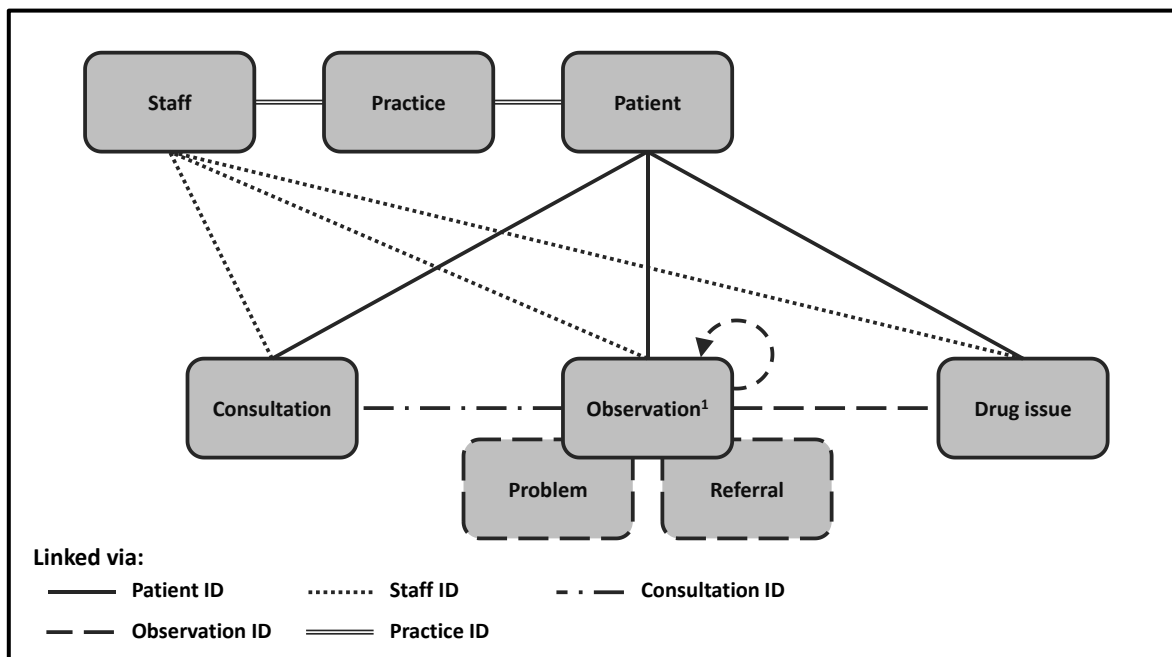 Staff
Practice
Patient
Consultation
Observation¹
Drug issue
Problem
Referral
Linked via:
Patient ID
Staff ID
Consultation ID
Observation ID
Practice ID